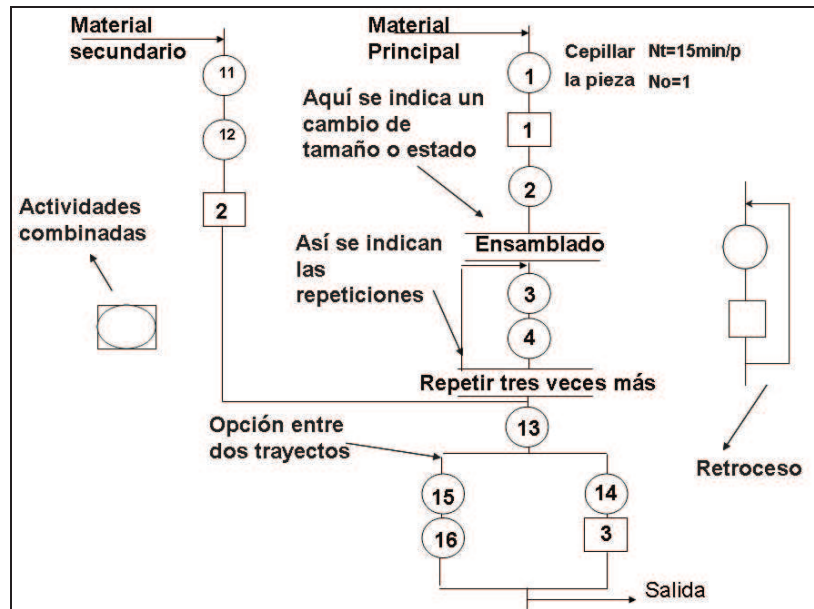 Material
secundario
11
12
2
Actividades
combinadas
Material
Principal
1
Cepillar Nt=15min/p
la pieza No=1
1
2
Aquí se indica un
cambio de
tamaño o estado
Ensamblado
Así se indican
las
repeticiones
3
4
Repetir tres veces más
13
Opción entre
dos trayectos
15
16
14
3
Salida
Retroceso